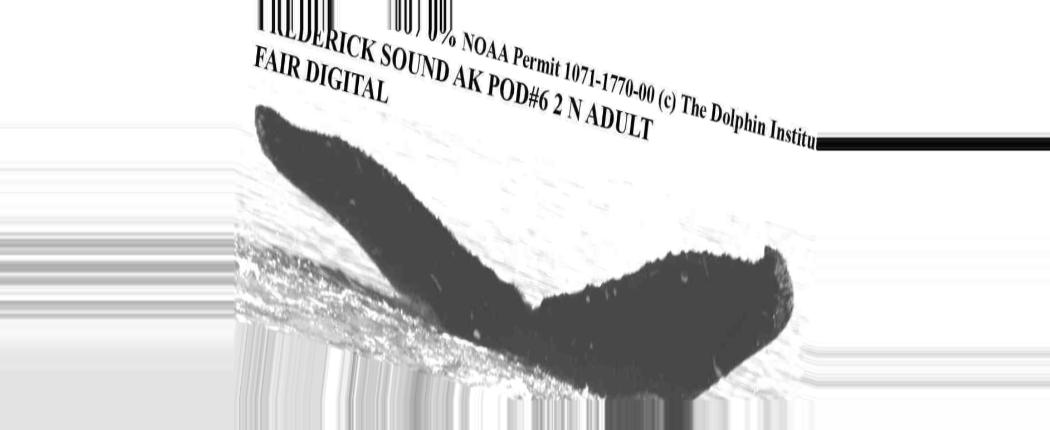 % NOAA Permit 1071-1770-00 (c) The Dolphin Institu
FREDERICK SOUND AK POD#6 2 N ADULT
FAIR DIGITAL